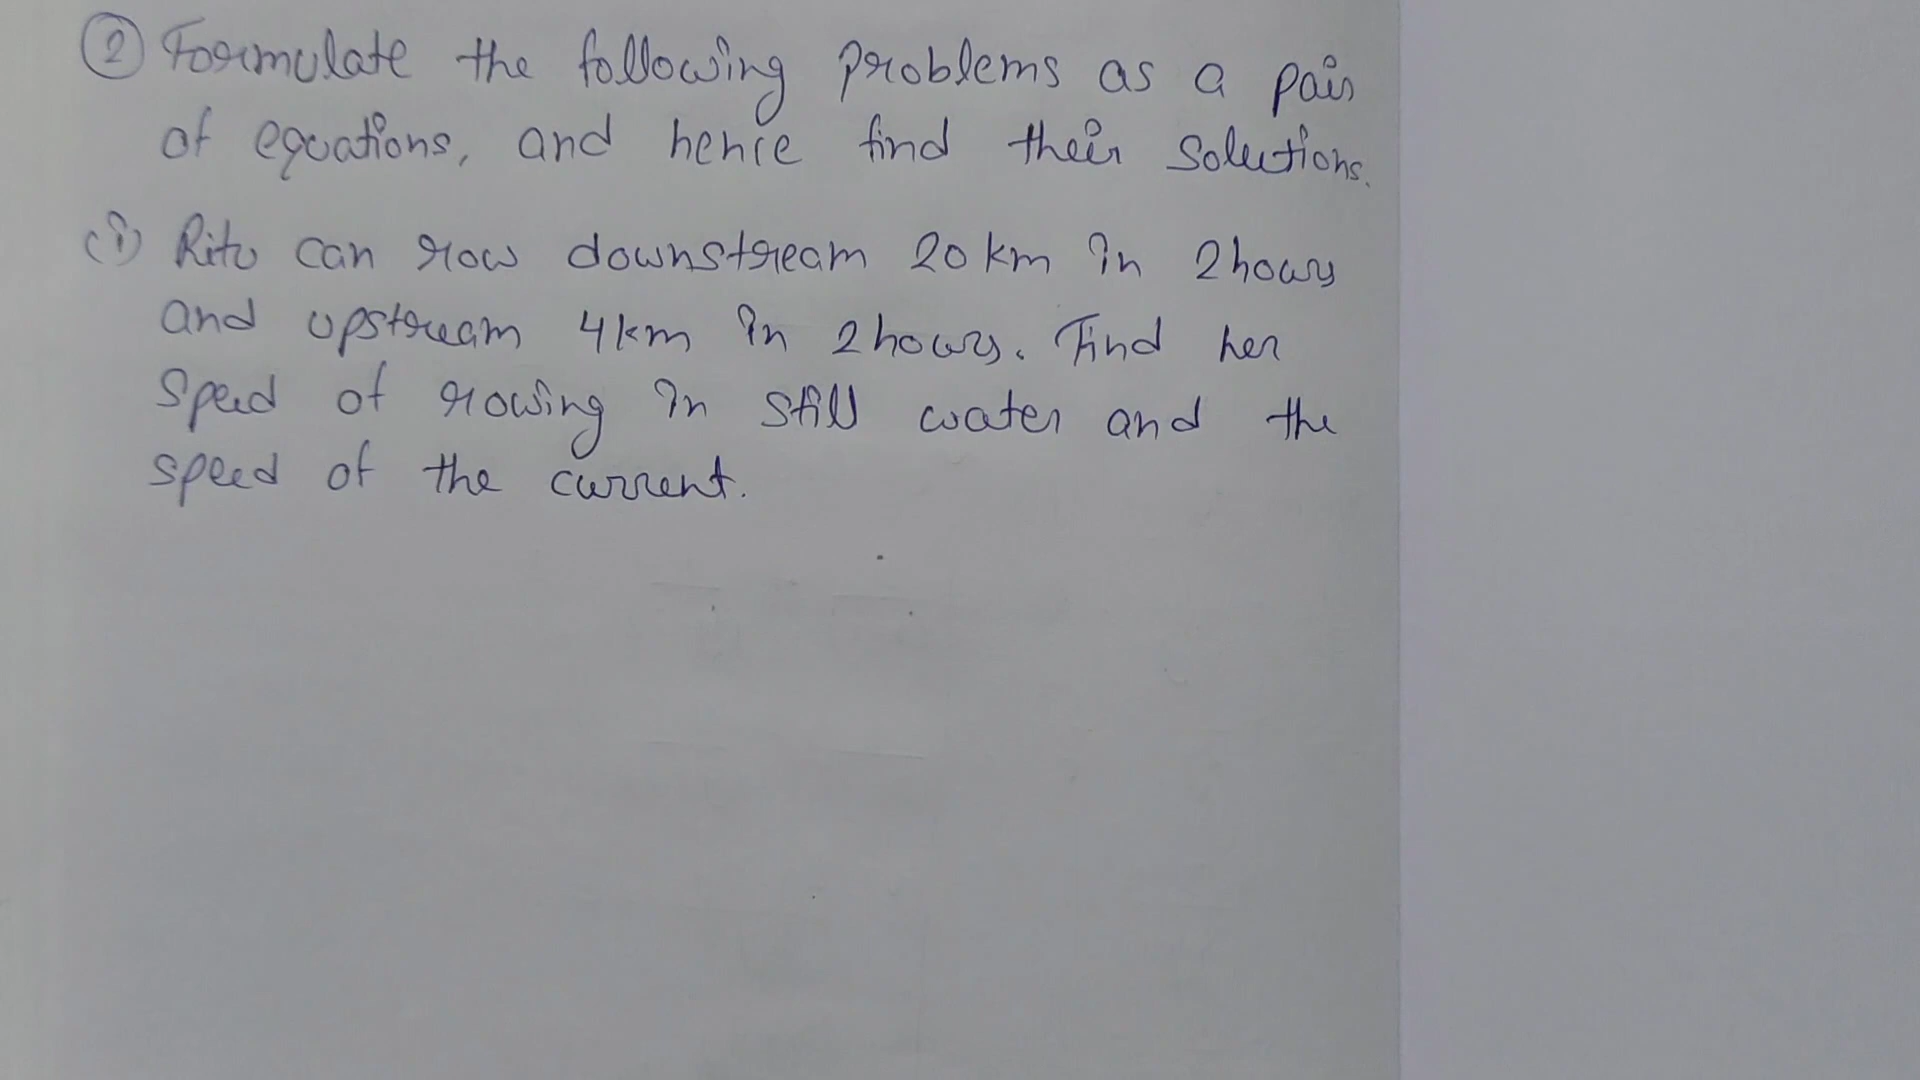 ② Formulate the following problems as a pair
of equations, and hence find their solutions.
(i) Ritu can row downstream 20 km in 2 hours
and upstream 4 km in 2 hours. Find her
speed of rowing in still water and the
speed of the current.